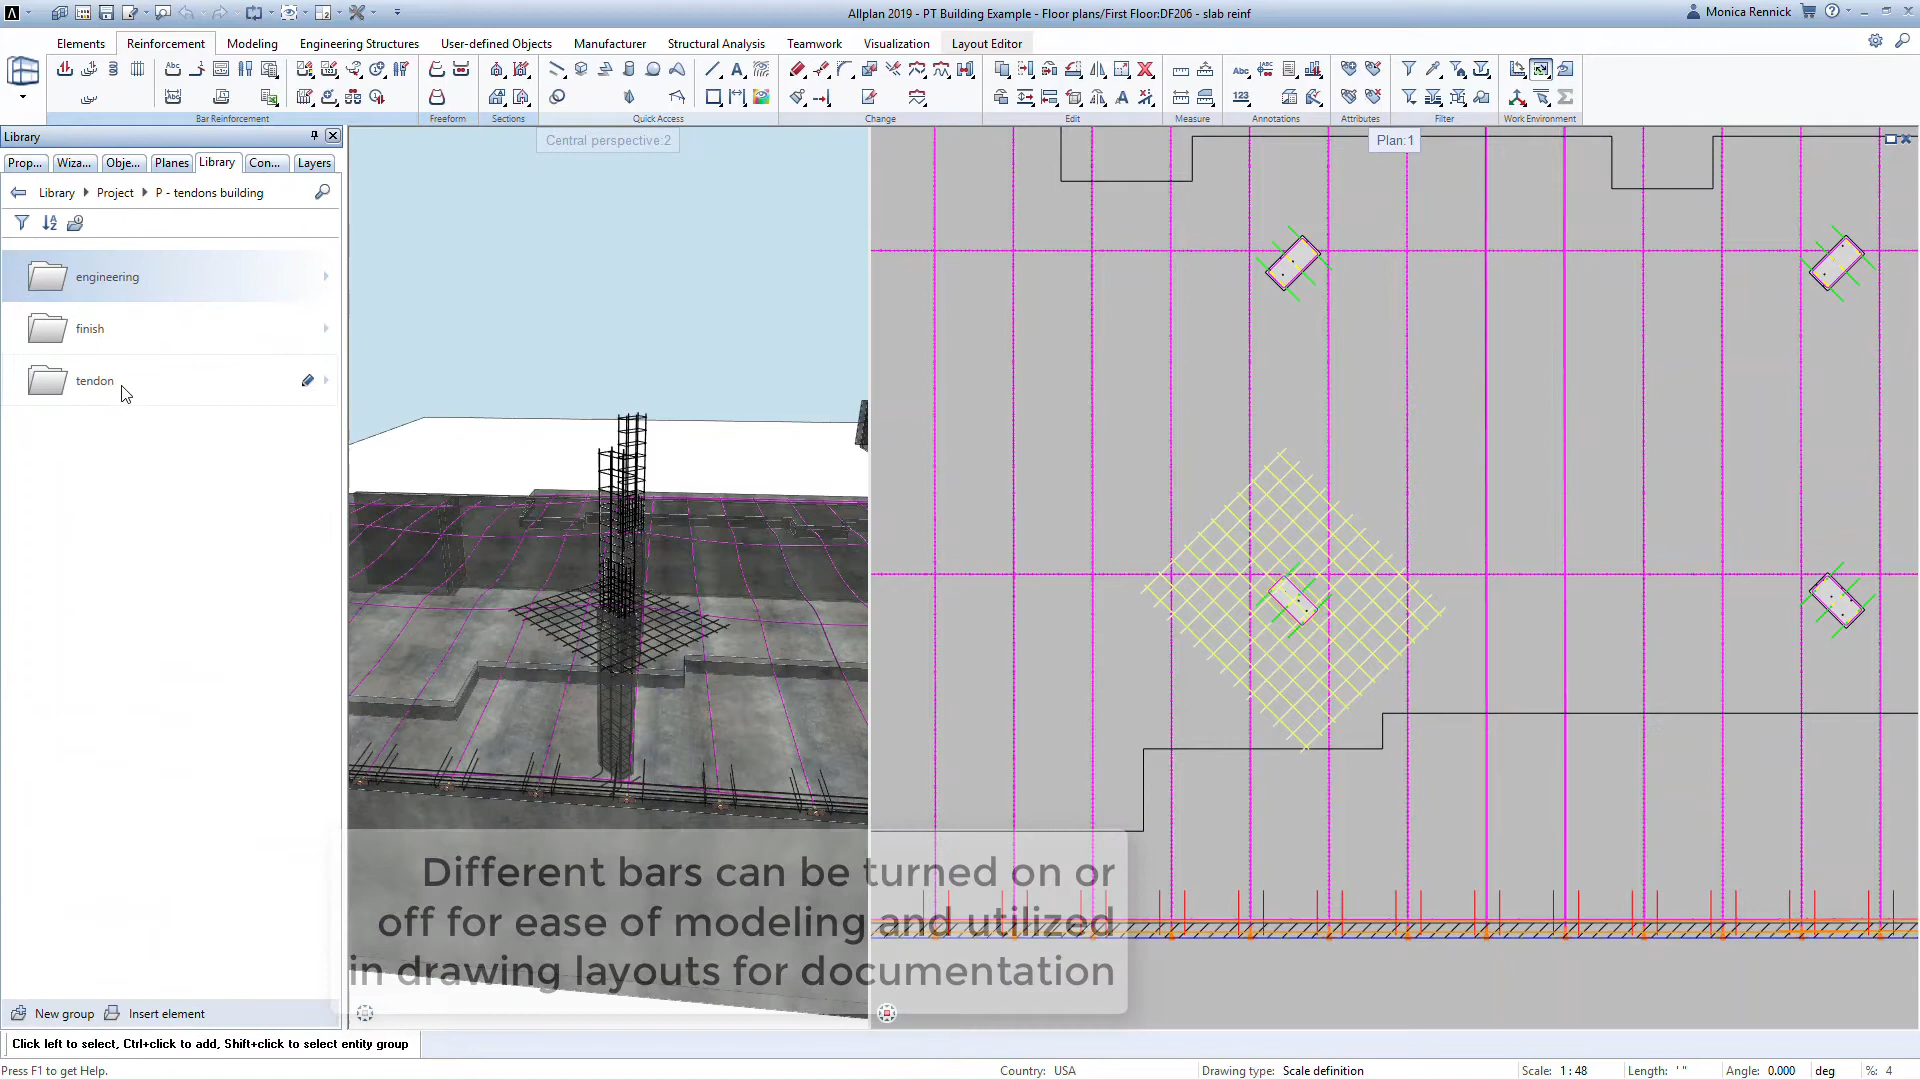 Allplan 2019 - PT Building Example - Floor plans/First Floor:DF206 - slab reinf
Monica Rennick
Elements Reinforcement Modeling Engineering Structures User-defined Objects Manufacturer Structural Analysis Teamwork Visualization Layout Editor
Bar Reinforcement Freeform Sections Quick Access Change Edit Measure Annotations Attributes Filter Work Environment
Library
Prop... Wiza... Obje... Planes Library Con... Layers
Library Project P - tendons building
engineering
finish
tendon
Central perspective:2
Plan:1
Different bars can be turned on or
off for ease of modeling and utilized
in drawing layouts for documentation
New group Insert element
Click left to select, Ctrl+click to add, Shift+click to select entity group
Press F1 to get Help.
Country: USA Drawing type: Scale definition Scale: 1 : 48 Length: ' " Angle: 0.000 deg %: 4